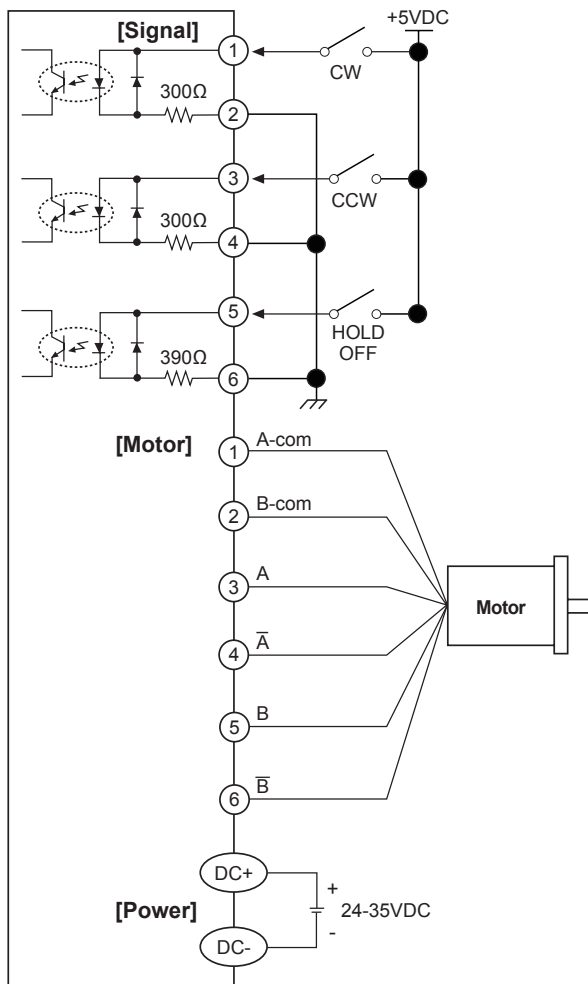 [Signal]
+5VDC
1
CW
300Ω
2
3
CCW
300Ω
4
5
HOLD
OFF
390Ω
6
[Motor]
1
A-com
2
B-com
3
A
Motor
4
A̅
5
B
6
B̅
DC+
[Power]
+
24-35VDC
-
DC-